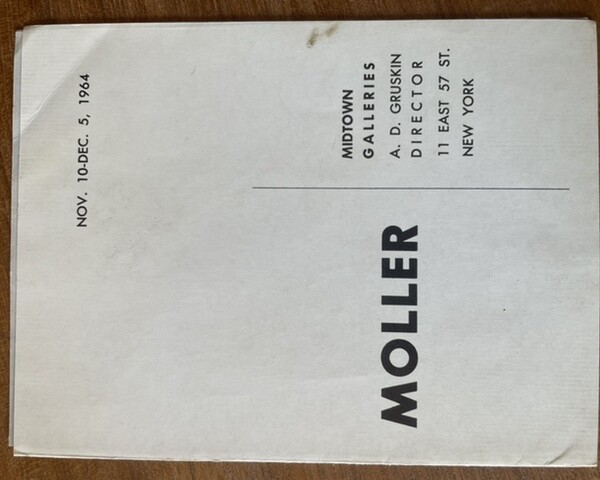 NOV. 10-DEC. 5, 1964
MOLLER
MIDTOWN
GALLERIES
A. D. GRUSKIN
DIRECTOR
11 EAST 57 ST.
NEW YORK